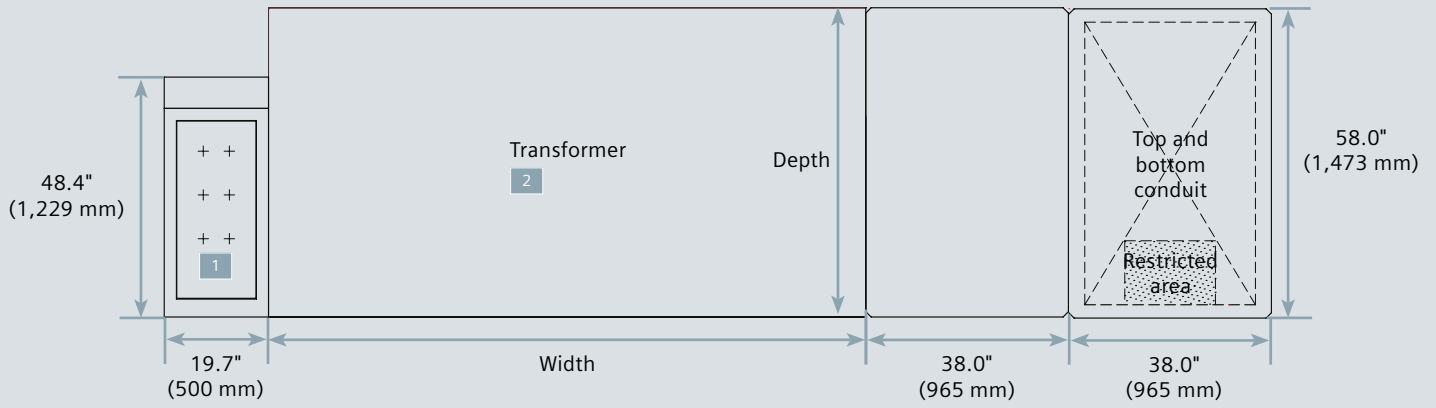 48.4"
(1,229 mm)
1
19.7"
(500 mm)
Transformer
2
Depth
Width
38.0"
(965 mm)
Top and
bottom
conduit
Restricted
area
38.0"
(965 mm)
58.0"
(1,473 mm)